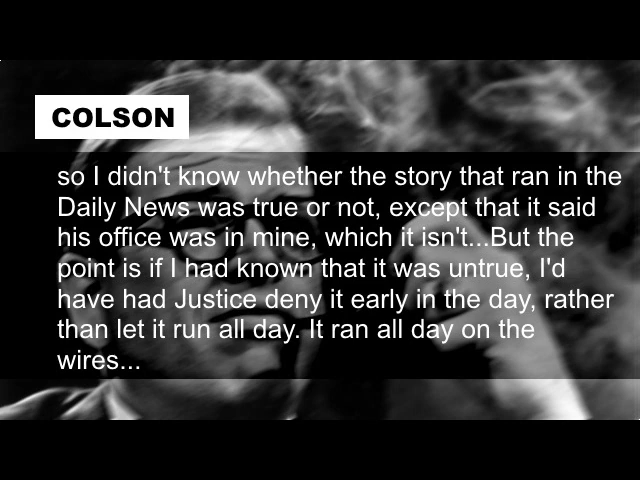 COLSON
so I didn't know whether the story that ran in the
Daily News was true or not, except that it said
his office was in mine, which it isn't...But the
point is if I had known that it was untrue, I'd
have had Justice deny it early in the day, rather
than let it run all day. It ran all day on the
wires...